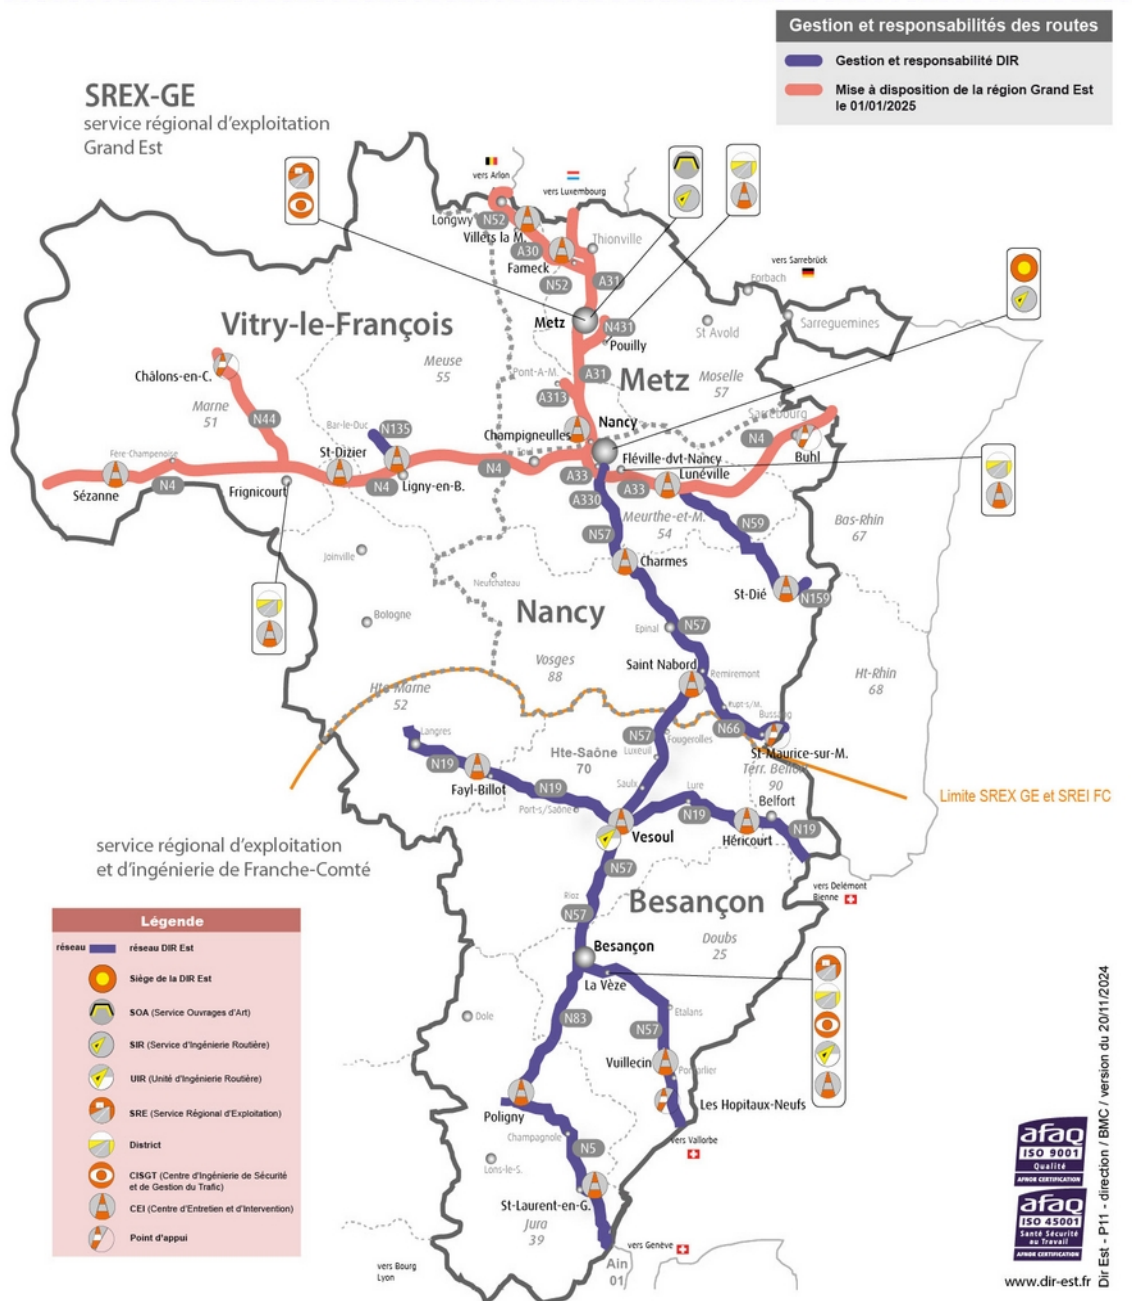 Gestion et responsabilités des routes
Gestion et responsabilité DIR
Mise à disposition de la région Grand Est
le 01/01/2025
SREX-GE
service régional d'exploitation
Grand Est
vers Arlon
vers Luxembourg
Longwy
N52
Villers la M.
A30
Fameck
Thionville
N52
A31
vers Sarrebrück
Forbach
Vitry-le-François
Metz
N431
Pouilly
St Avold
Sarreguemines
Meuse
55
Châlons-en-C.
Pont-A-M.
A31
Metz
Moselle
57
A313
Marne
51
N44
Bar-le-Duc
N135
Nancy
Sarrebourg
Champigneulles
N4
Fère-Champenoise
St-Dizier
Toul
Fléville-dvt-Nancy
Buhl
Sézanne
N4
Frignicourt
N4
Ligny-en-B.
N4
A33
Lunéville
A330
A33
Meurthe-et-M.
54
N59
Bas-Rhin
67
N57
Joinville
Charmes
Neufchateau
St-Dié
N159
Bologne
Nancy
Epinal
N57
Vosges
88
Saint Nabord
Remiremont
Ht-Rhin
68
Hte Marne
52
Rupt-s/M.
Bussang
N66
St-Maurice-sur-M.
Langres
N57
Fougerolles
Luxeuil
Hte-Saône
70
Terr. Belfort
90
N19
Fayl-Billot
N19
Saulx
Lure
Limite SREX GE et SREI FC
Port-s/Saône
N19
Belfort
Vesoul
Héricourt
N19
service régional d'exploitation
et d'ingénierie de Franche-Comté
N57
vers Delémont
Bienne
Rioz
N57
Besançon
Légende
réseau
réseau DIR Est
Siège de la DIR Est
SOA (Service Ouvrages d'Art)
SIR (Service d'Ingénierie Routière)
UIR (Unité d'Ingénierie Routière)
SRE (Service Régional d'Exploitation)
District
CISGT (Centre d'Ingénierie de Sécurité
et de Gestion du Trafic)
CEI (Centre d'Entretien et d'Intervention)
Point d'appui
Besançon
Doubs
25
La Vèze
Dole
N83
Etalans
N57
Vuillecin
Pontarlier
Poligny
Les Hopitaux-Neufs
Champagnole
vers Vallorbe
N5
Lons-le-S.
St-Laurent-en-G.
Jura
39
vers Genève
Ain
01
vers Bourg
Lyon
afaq
ISO 9001
Qualité
AFNOR CERTIFICATION
afaq
ISO 45001
Santé Sécurité
au Travail
AFNOR CERTIFICATION
www.dir-est.fr
Dir Est - P11 - direction / BMC / version du 20/11/2024